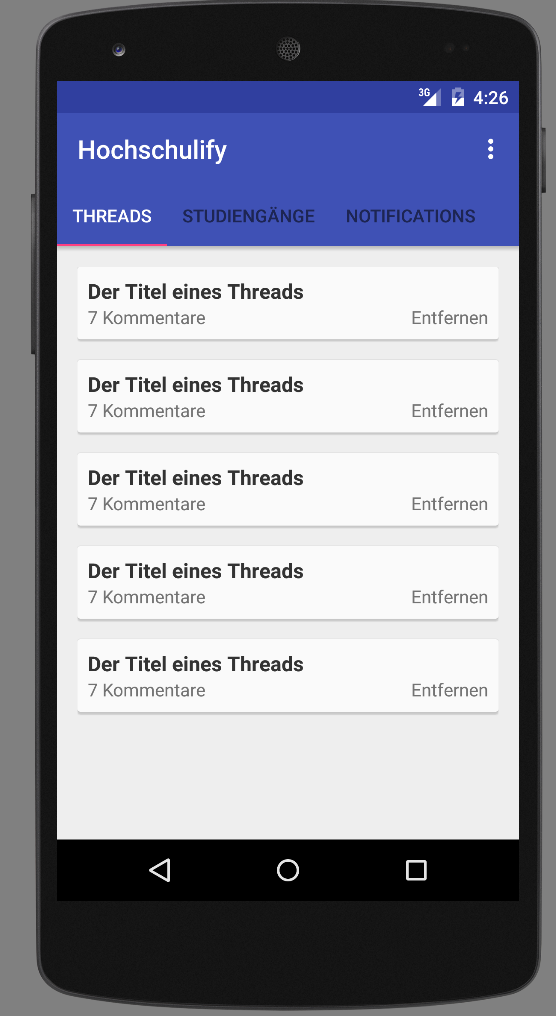 3G 4:26
Hochschulify
THREADS STUDIENGÄNGE NOTIFICATIONS
Der Titel eines Threads
7 Kommentare Entfernen
Der Titel eines Threads
7 Kommentare Entfernen
Der Titel eines Threads
7 Kommentare Entfernen
Der Titel eines Threads
7 Kommentare Entfernen
Der Titel eines Threads
7 Kommentare Entfernen